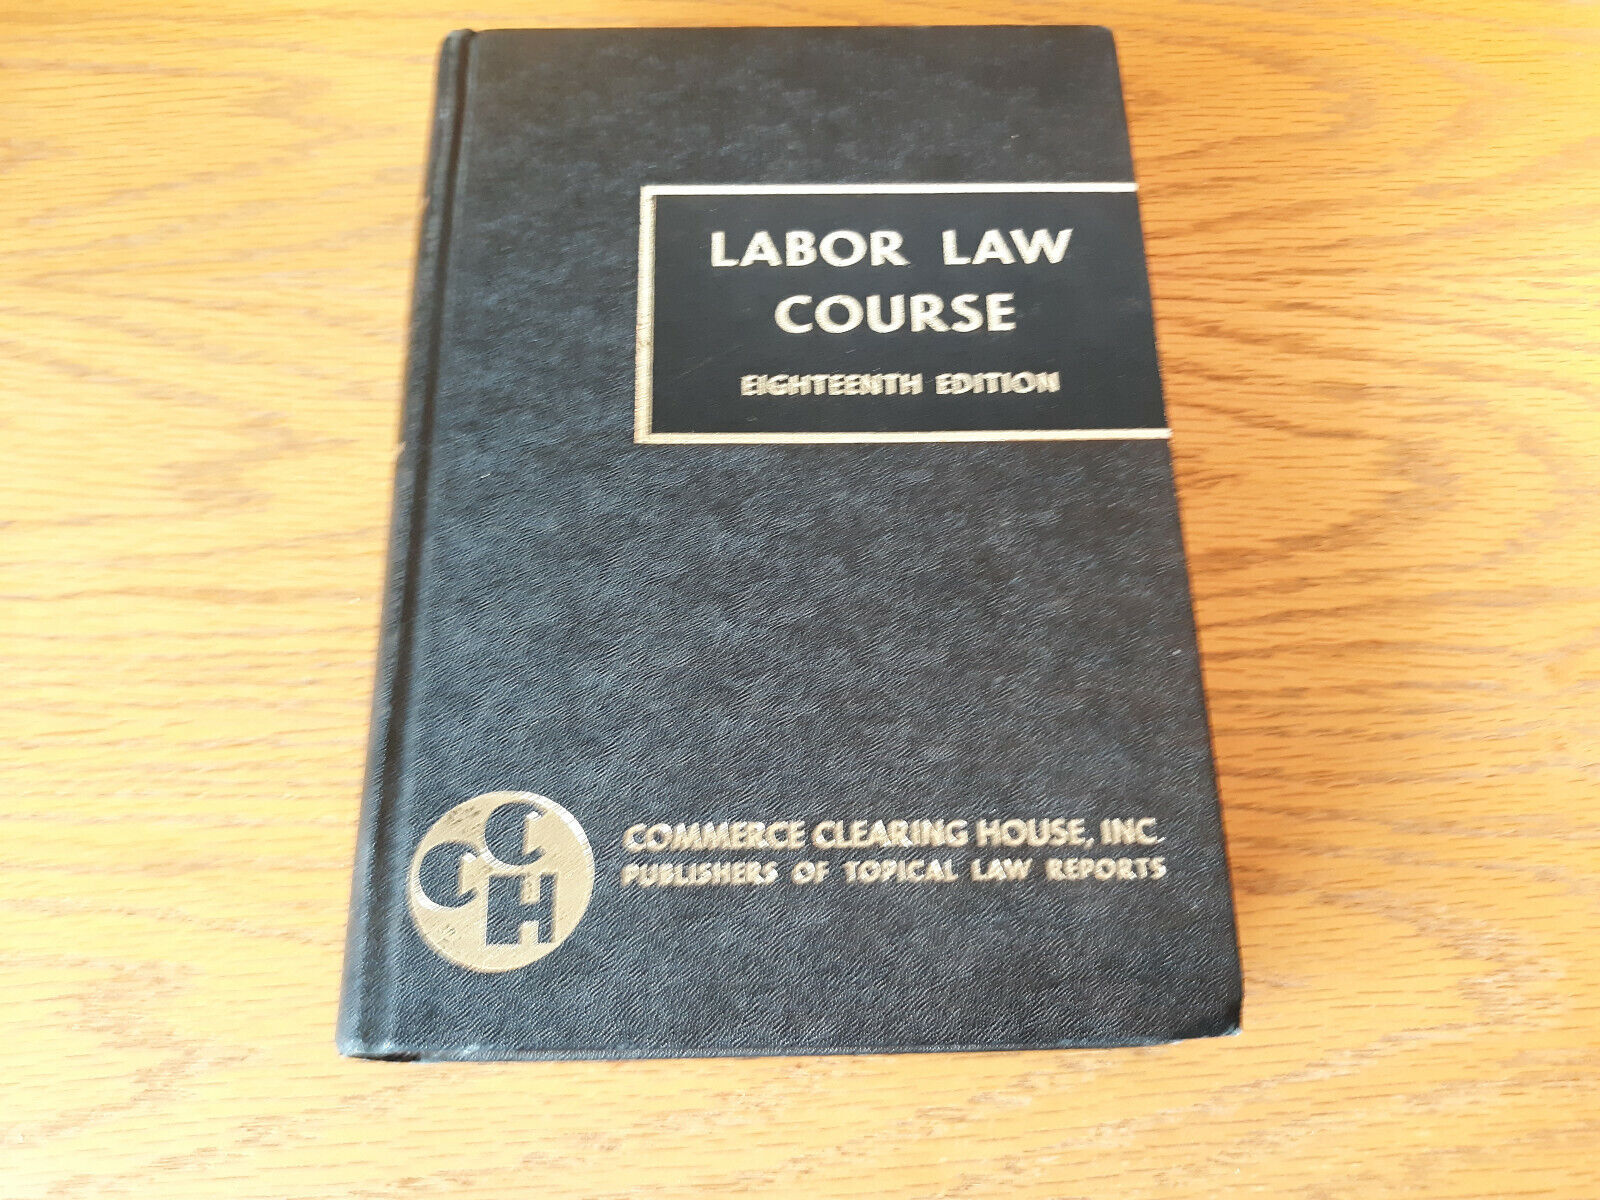 LABOR LAW
COURSE
EIGHTEENTH EDITION
CCH
COMMERCE CLEARING HOUSE, INC.
PUBLISHERS OF TOPICAL LAW REPORTS